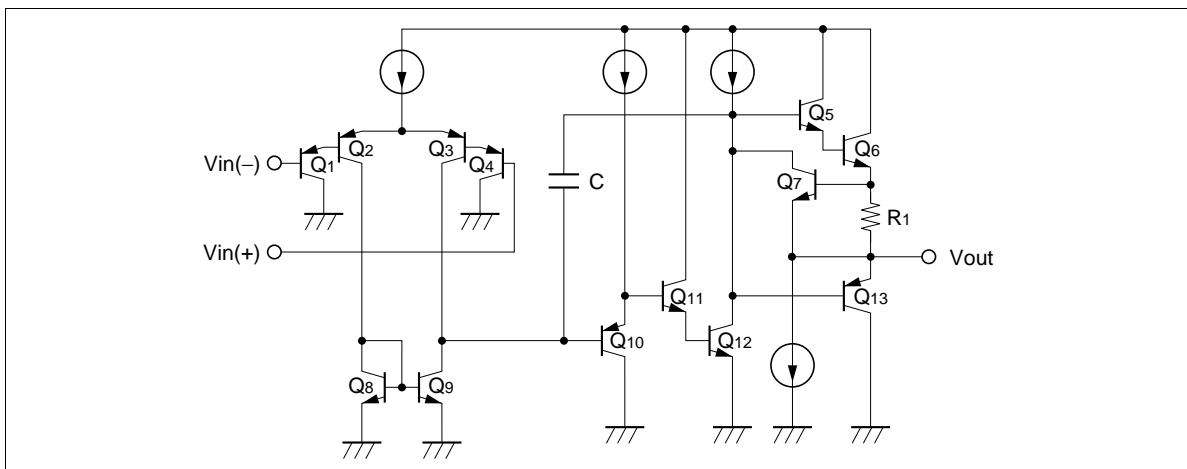 Q5
Q2
Q3
Q6
Vin(−)
Q1
Q4
Q7
C
R1
Vin(+)
Vout
Q11
Q13
Q10
Q12
Q8
Q9